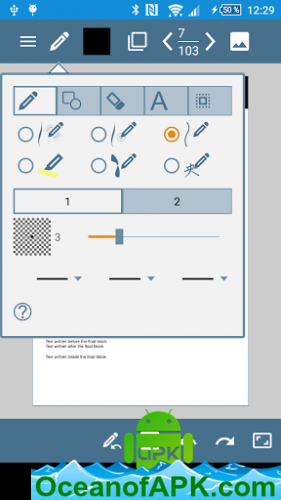 50 % 12:29
7
103
A
1 2
3
?
Text written before the float block.
Text written after the float block.
Text written inside the float block.
APK
OceanofAPK.com